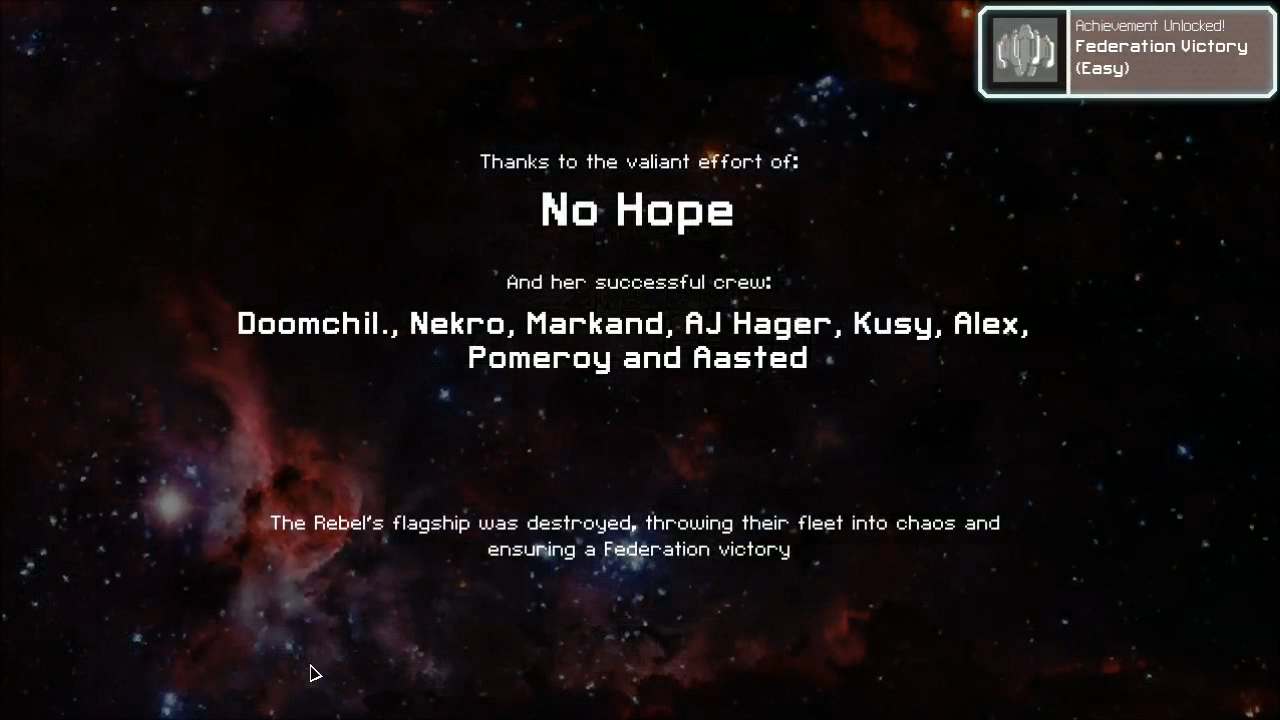 Achievement Unlocked!
Federation Victory
(Easy)
Thanks to the valiant effort of:
No Hope
And her successful crew:
Doomchil., Nekro, Markand, AJ Hager, Kusy, Alex,
Pomeroy and Aasted
The Rebel's flagship was destroyed, throwing their fleet into chaos and
ensuring a Federation victory